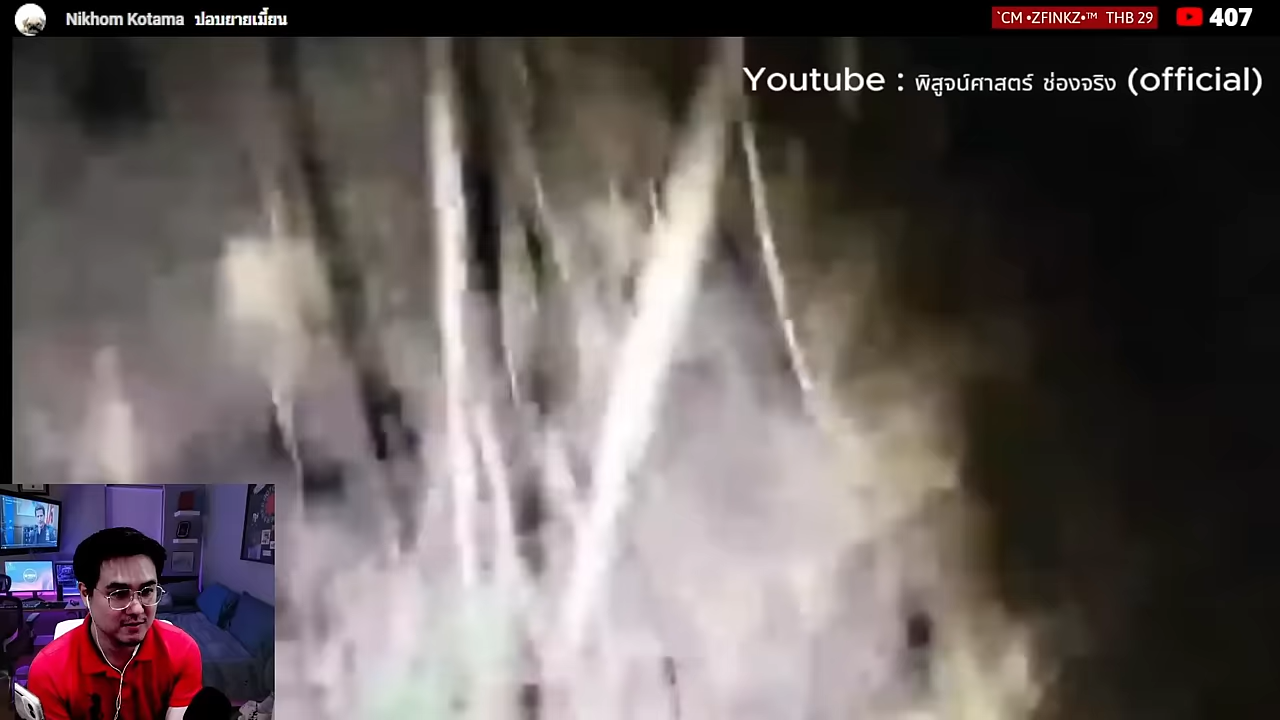 Nikhom Kotama ปอบยายเมี้ยน
`CM •ZFINKZ•™ THB 29
407
Youtube : พิสูจน์ศาสตร์ ช่องจริง (official)